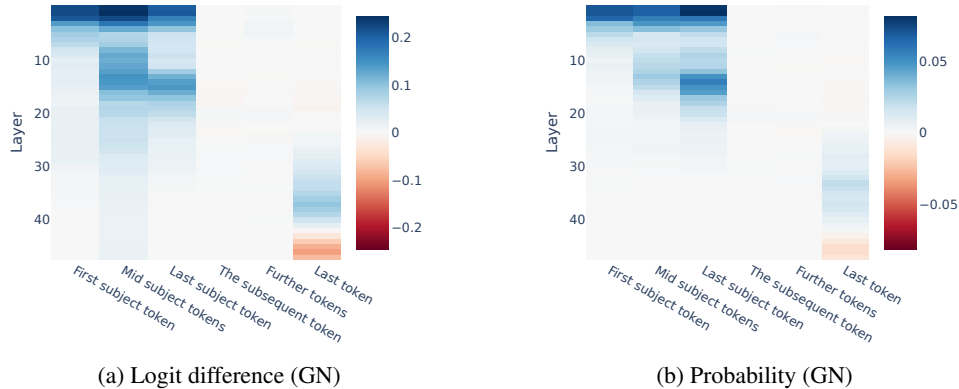 Layer
10
20
30
40
First subject token
Mid subject tokens
Last subject token
The subsequent token
Further tokens
Last token
0.2
0.1
0
−0.1
−0.2
(a) Logit difference (GN)
Layer
10
20
30
40
First subject token
Mid subject tokens
Last subject token
The subsequent token
Further tokens
Last token
0.05
0
−0.05
(b) Probability (GN)